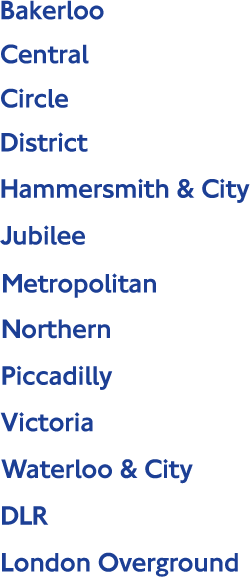 Bakerloo
Central
Circle
District
Hammersmith & City
Jubilee
Metropolitan
Northern
Piccadilly
Victoria
Waterloo & City
DLR
London Overground